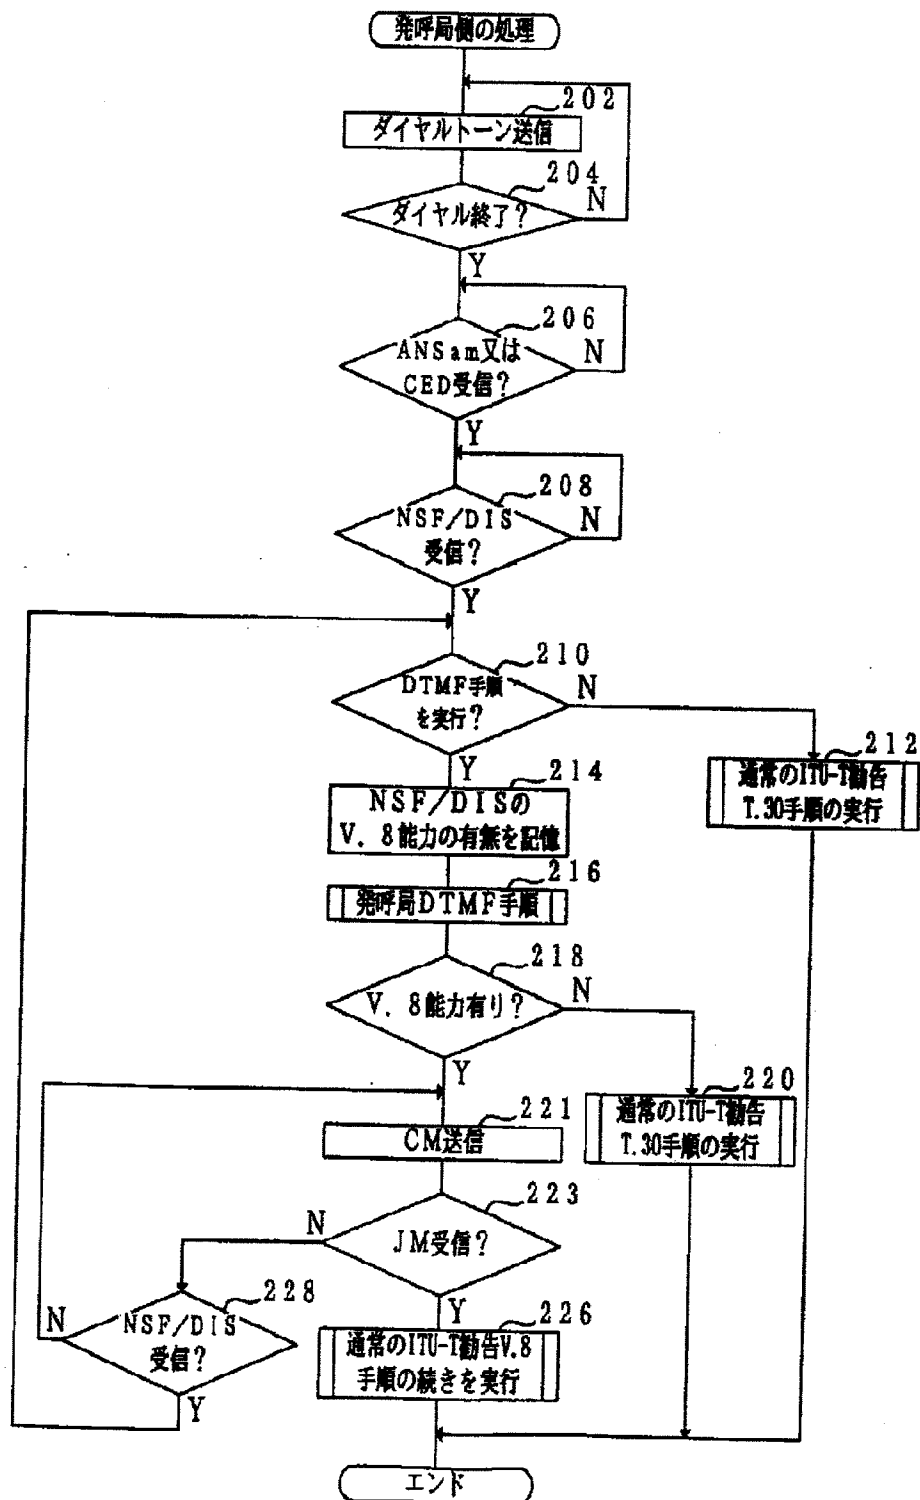 発呼局側の処理
202
ダイヤルトーン送信
204
ダイヤル終了?
N
Y
206
ANSam又は
CED受信?
N
Y
208
NSF/DIS
受信?
N
Y
210
DTMF手順
を実行?
N
Y
212
通常のITU-T勧告
T.30手順の実行
214
NSF/DISの
V. 8能力の有無を記憶
216
発呼局DTMF手順
218
V. 8能力有り?
N
Y
220
通常のITU-T勧告
T.30手順の実行
221
CM送信
223
JM受信?
N
Y
228
NSF/DIS
受信?
N
Y
226
通常のITU-T勧告V.8
手順の続きを実行
エンド